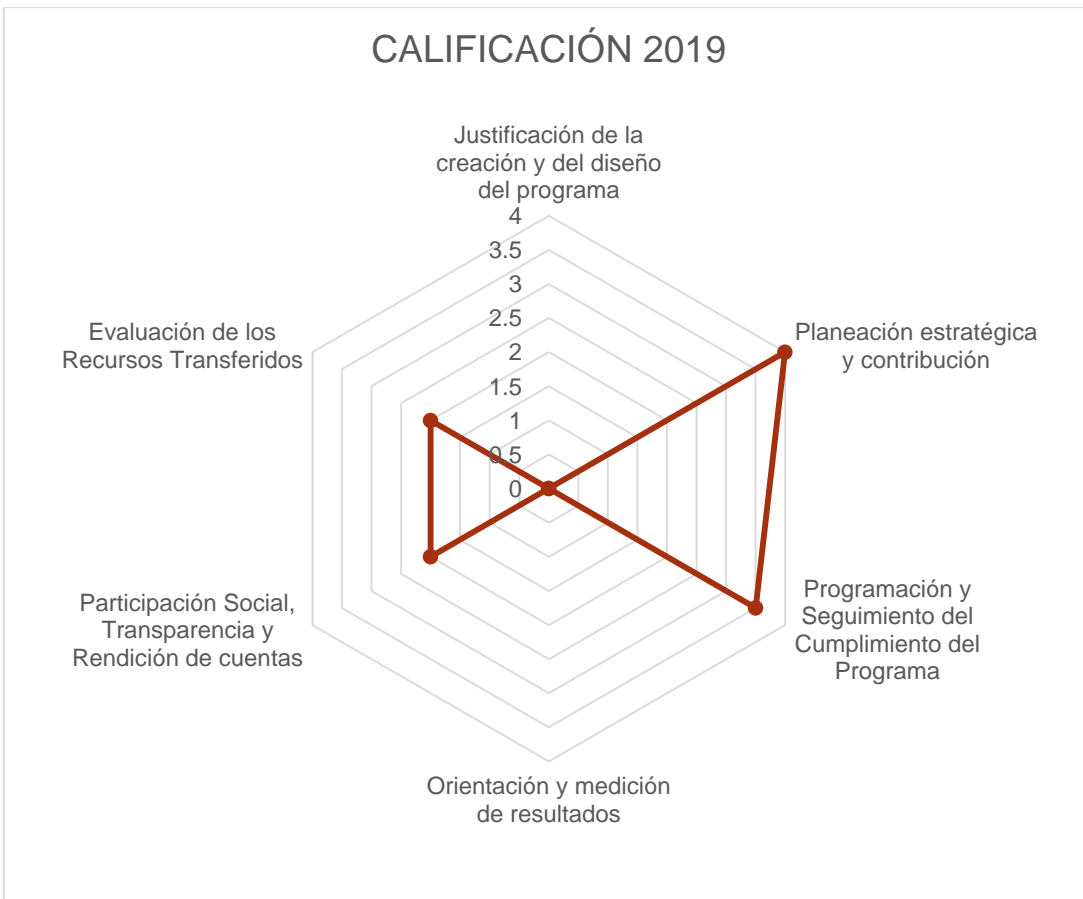 CALIFICACIÓN 2019
Justificación de la
creación y del diseño
del programa
4
3.5
3
2.5
2
1.5
1
0.5
0
Planeación estratégica
y contribución
Programación y
Seguimiento del
Cumplimiento del
Programa
Orientación y medición
de resultados
Participación Social,
Transparencia y
Rendición de cuentas
Evaluación de los
Recursos Transferidos